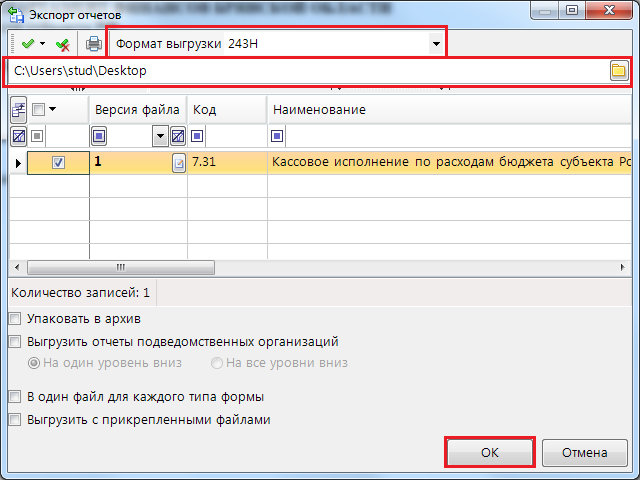 Экспорт отчетов
Формат выгрузки 243Н
C:\Users\stud\Desktop
Версия файла Код Наименование
1 7.31 Кассовое исполнение по расходам бюджета субъекта Ро
Количество записей: 1
Упаковать в архив
Выгрузить отчеты подведомственных организаций
На один уровень вниз На все уровни вниз
В один файл для каждого типа формы
Выгрузить с прикрепленными файлами
ОК Отмена